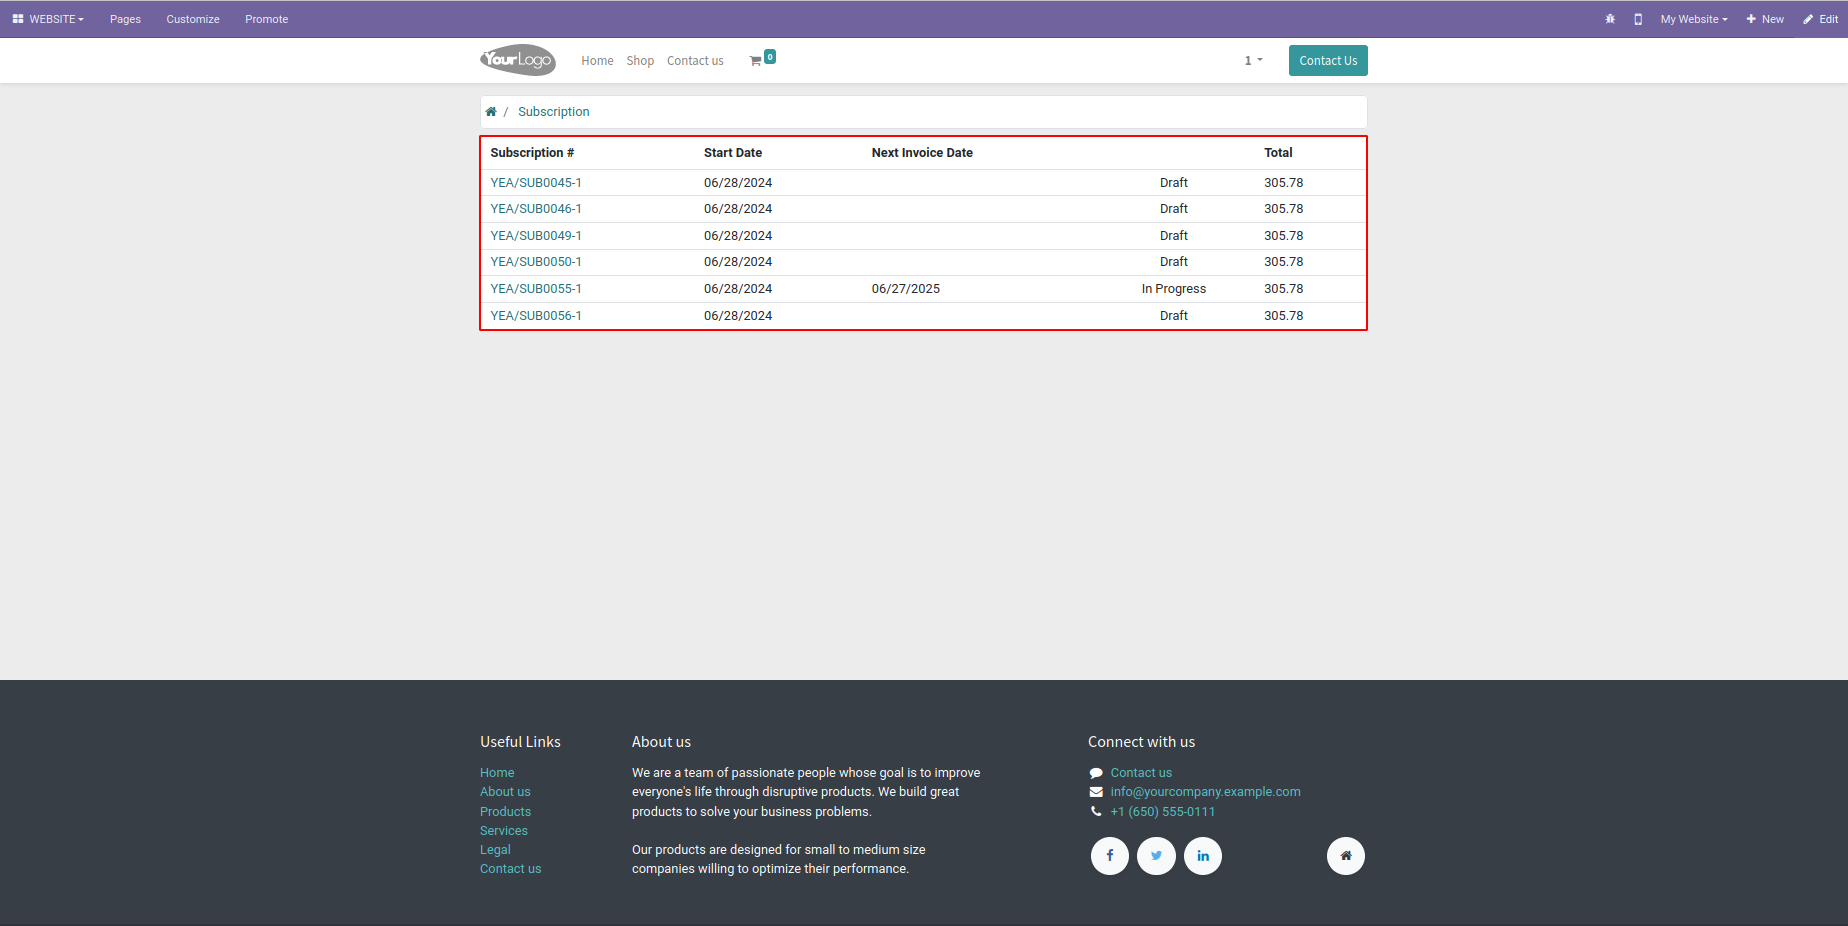 WEBSITE Pages Customize Promote My Website New Edit
YourLogo Home Shop Contact us 0 1 Contact Us
/ Subscription
Subscription # Start Date Next Invoice Date Total
YEA/SUB0045-1 06/28/2024 Draft 305.78
YEA/SUB0046-1 06/28/2024 Draft 305.78
YEA/SUB0049-1 06/28/2024 Draft 305.78
YEA/SUB0050-1 06/28/2024 Draft 305.78
YEA/SUB0055-1 06/28/2024 06/27/2025 In Progress 305.78
YEA/SUB0056-1 06/28/2024 Draft 305.78
Useful Links
Home
About us
Products
Services
Legal
Contact us
About us
We are a team of passionate people whose goal is to improve
everyone's life through disruptive products. We build great
products to solve your business problems.
Our products are designed for small to medium size
companies willing to optimize their performance.
Connect with us
Contact us
info@yourcompany.example.com
+1 (650) 555-0111